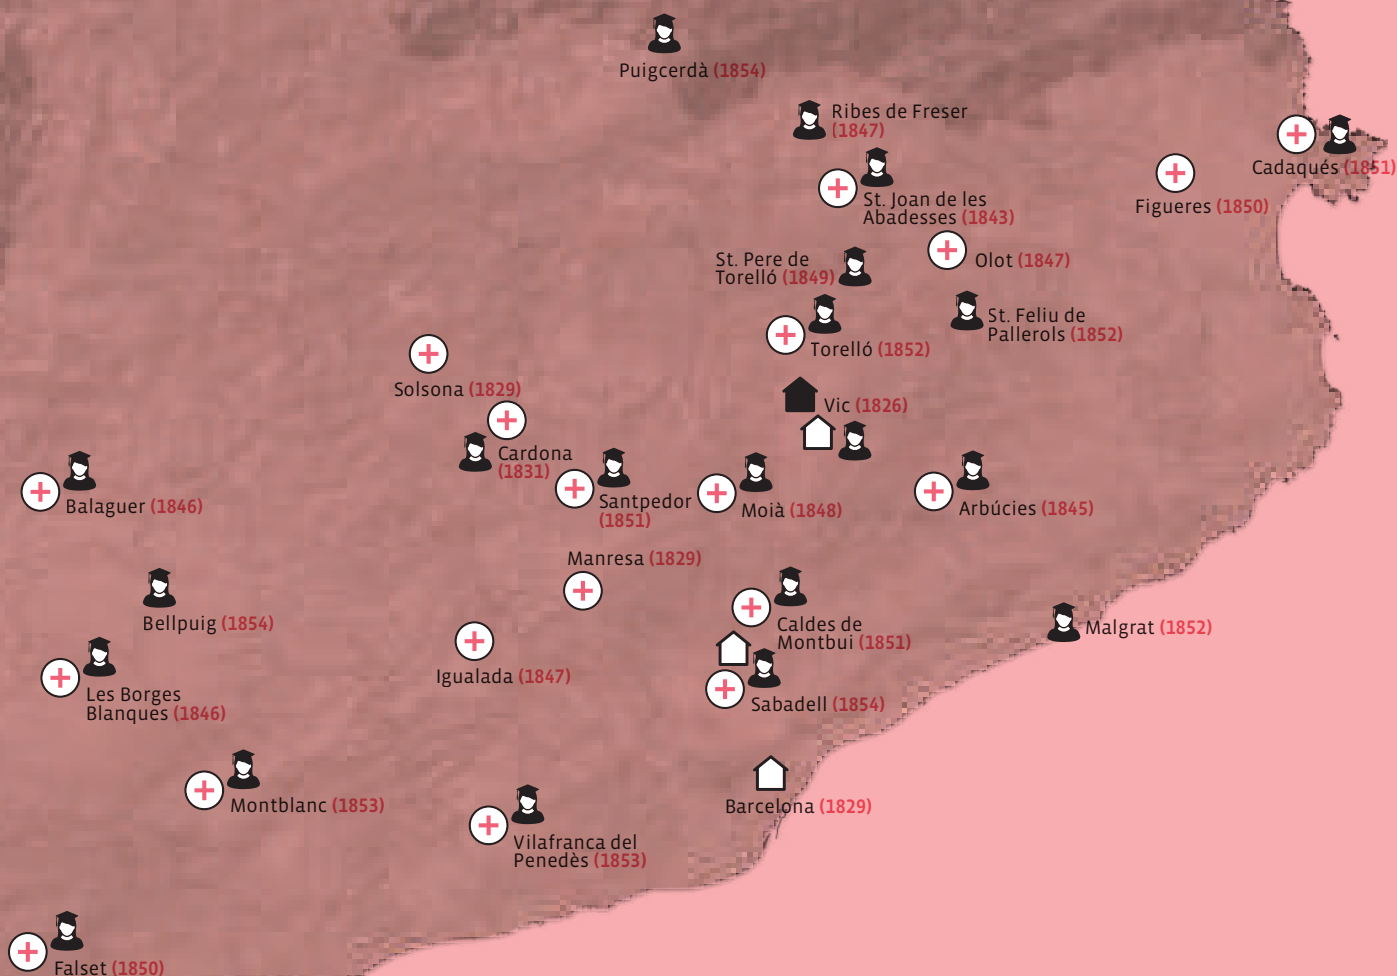 Puigcerdà (1854)
Ribes de Freser
(1847)
Cadaqués (1851)
St. Joan de les
Abadesses (1843)
Figueres (1850)
St. Pere de
Torelló (1849)
Olot (1847)
St. Feliu de
Pallerols (1852)
Torelló (1852)
Solsona (1829)
Vic (1826)
Cardona
(1831)
Balaguer (1846)
Santpedor
(1851)
Moià (1848)
Arbúcies (1845)
Manresa (1829)
Bellpuig (1854)
Caldes de
Montbui (1851)
Malgrat (1852)
Igualada (1847)
Les Borges
Blanques (1846)
Sabadell (1854)
Montblanc (1853)
Barcelona (1829)
Vilafranca del
Penedès (1853)
Falset (1850)